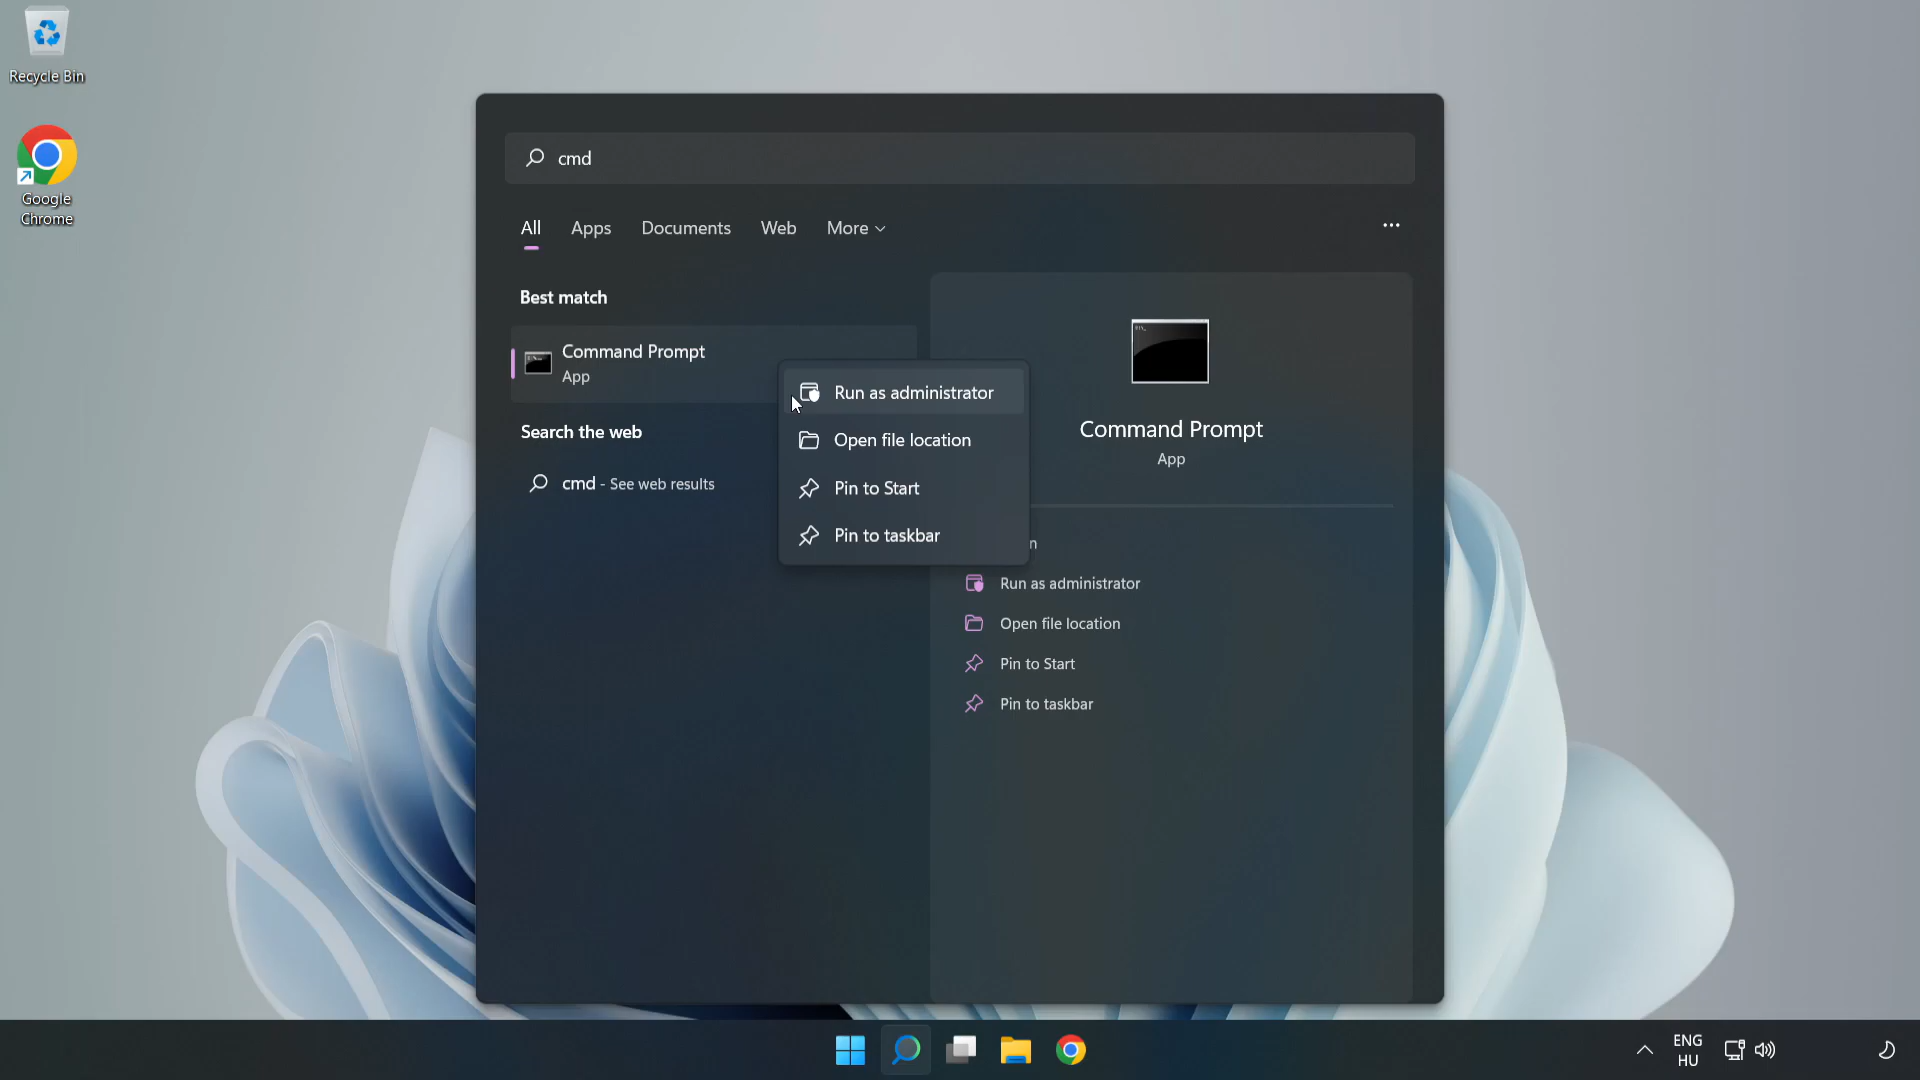 Recycle Bin
Google
Chrome
cmd
All
Apps
Documents
Web
More
Best match
Command Prompt
App
Search the web
cmd - See web results
Run as administrator
Open file location
Pin to Start
Pin to taskbar
Command Prompt
App
Run as administrator
Open file location
Pin to Start
Pin to taskbar
ENG
HU